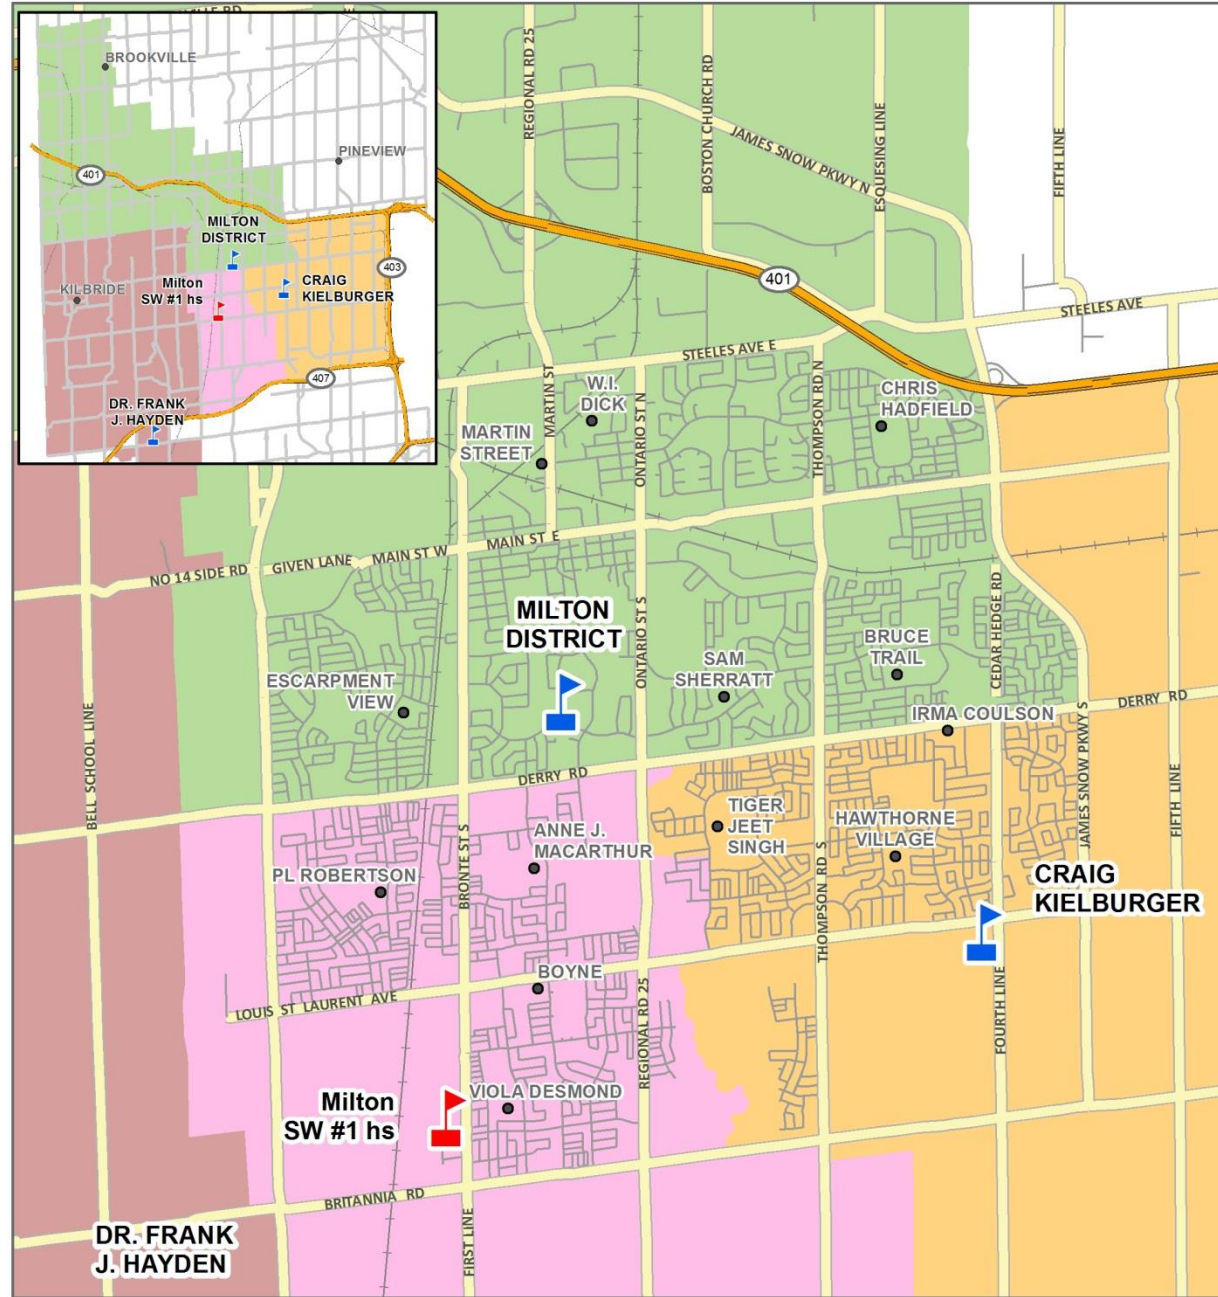 BROOKVILLE
PINEVIEW
401
MILTON
DISTRICT
403
Milton
SW #1 hs
CRAIG
KIELBURGER
KILBRIDE
407
DR. FRANK
J. HAYDEN
REGIONAL RD 25
BOSTON CHURCH RD
JAMES SNOW PKWY N
ESQUESING LINE
FIFTH LINE
401
STEELES AVE
STEELES AVE E
W.I.
DICK
MARTIN ST
ONTARIO ST N
THOMPSON RD N
CHRIS
HADFIELD
MARTIN
STREET
NO 14 SIDE RD
GIVEN LANE
MAIN ST W
MAIN ST E
MILTON
DISTRICT
ONTARIO ST S
CEDAR HEDGE RD
BRUCE
TRAIL
SAM
SHERRATT
ESCARPMENT
VIEW
IRMA COULSON
DERRY RD
DERRY RD
BELL SCHOOL LINE
JAMES SNOW PKWY S
FIFTH LINE
TIGER
JEET
SINGH
HAWTHORNE
VILLAGE
ANNE J.
MACARTHUR
PL ROBERTSON
BRONTE ST S
THOMPSON RD S
CRAIG
KIELBURGER
BOYNE
LOUIS ST LAURENT AVE
REGIONAL RD 25
FOURTH LINE
VIOLA DESMOND
Milton
SW #1 hs
BRITANNIA RD
FIRST LINE
DR. FRANK
J. HAYDEN